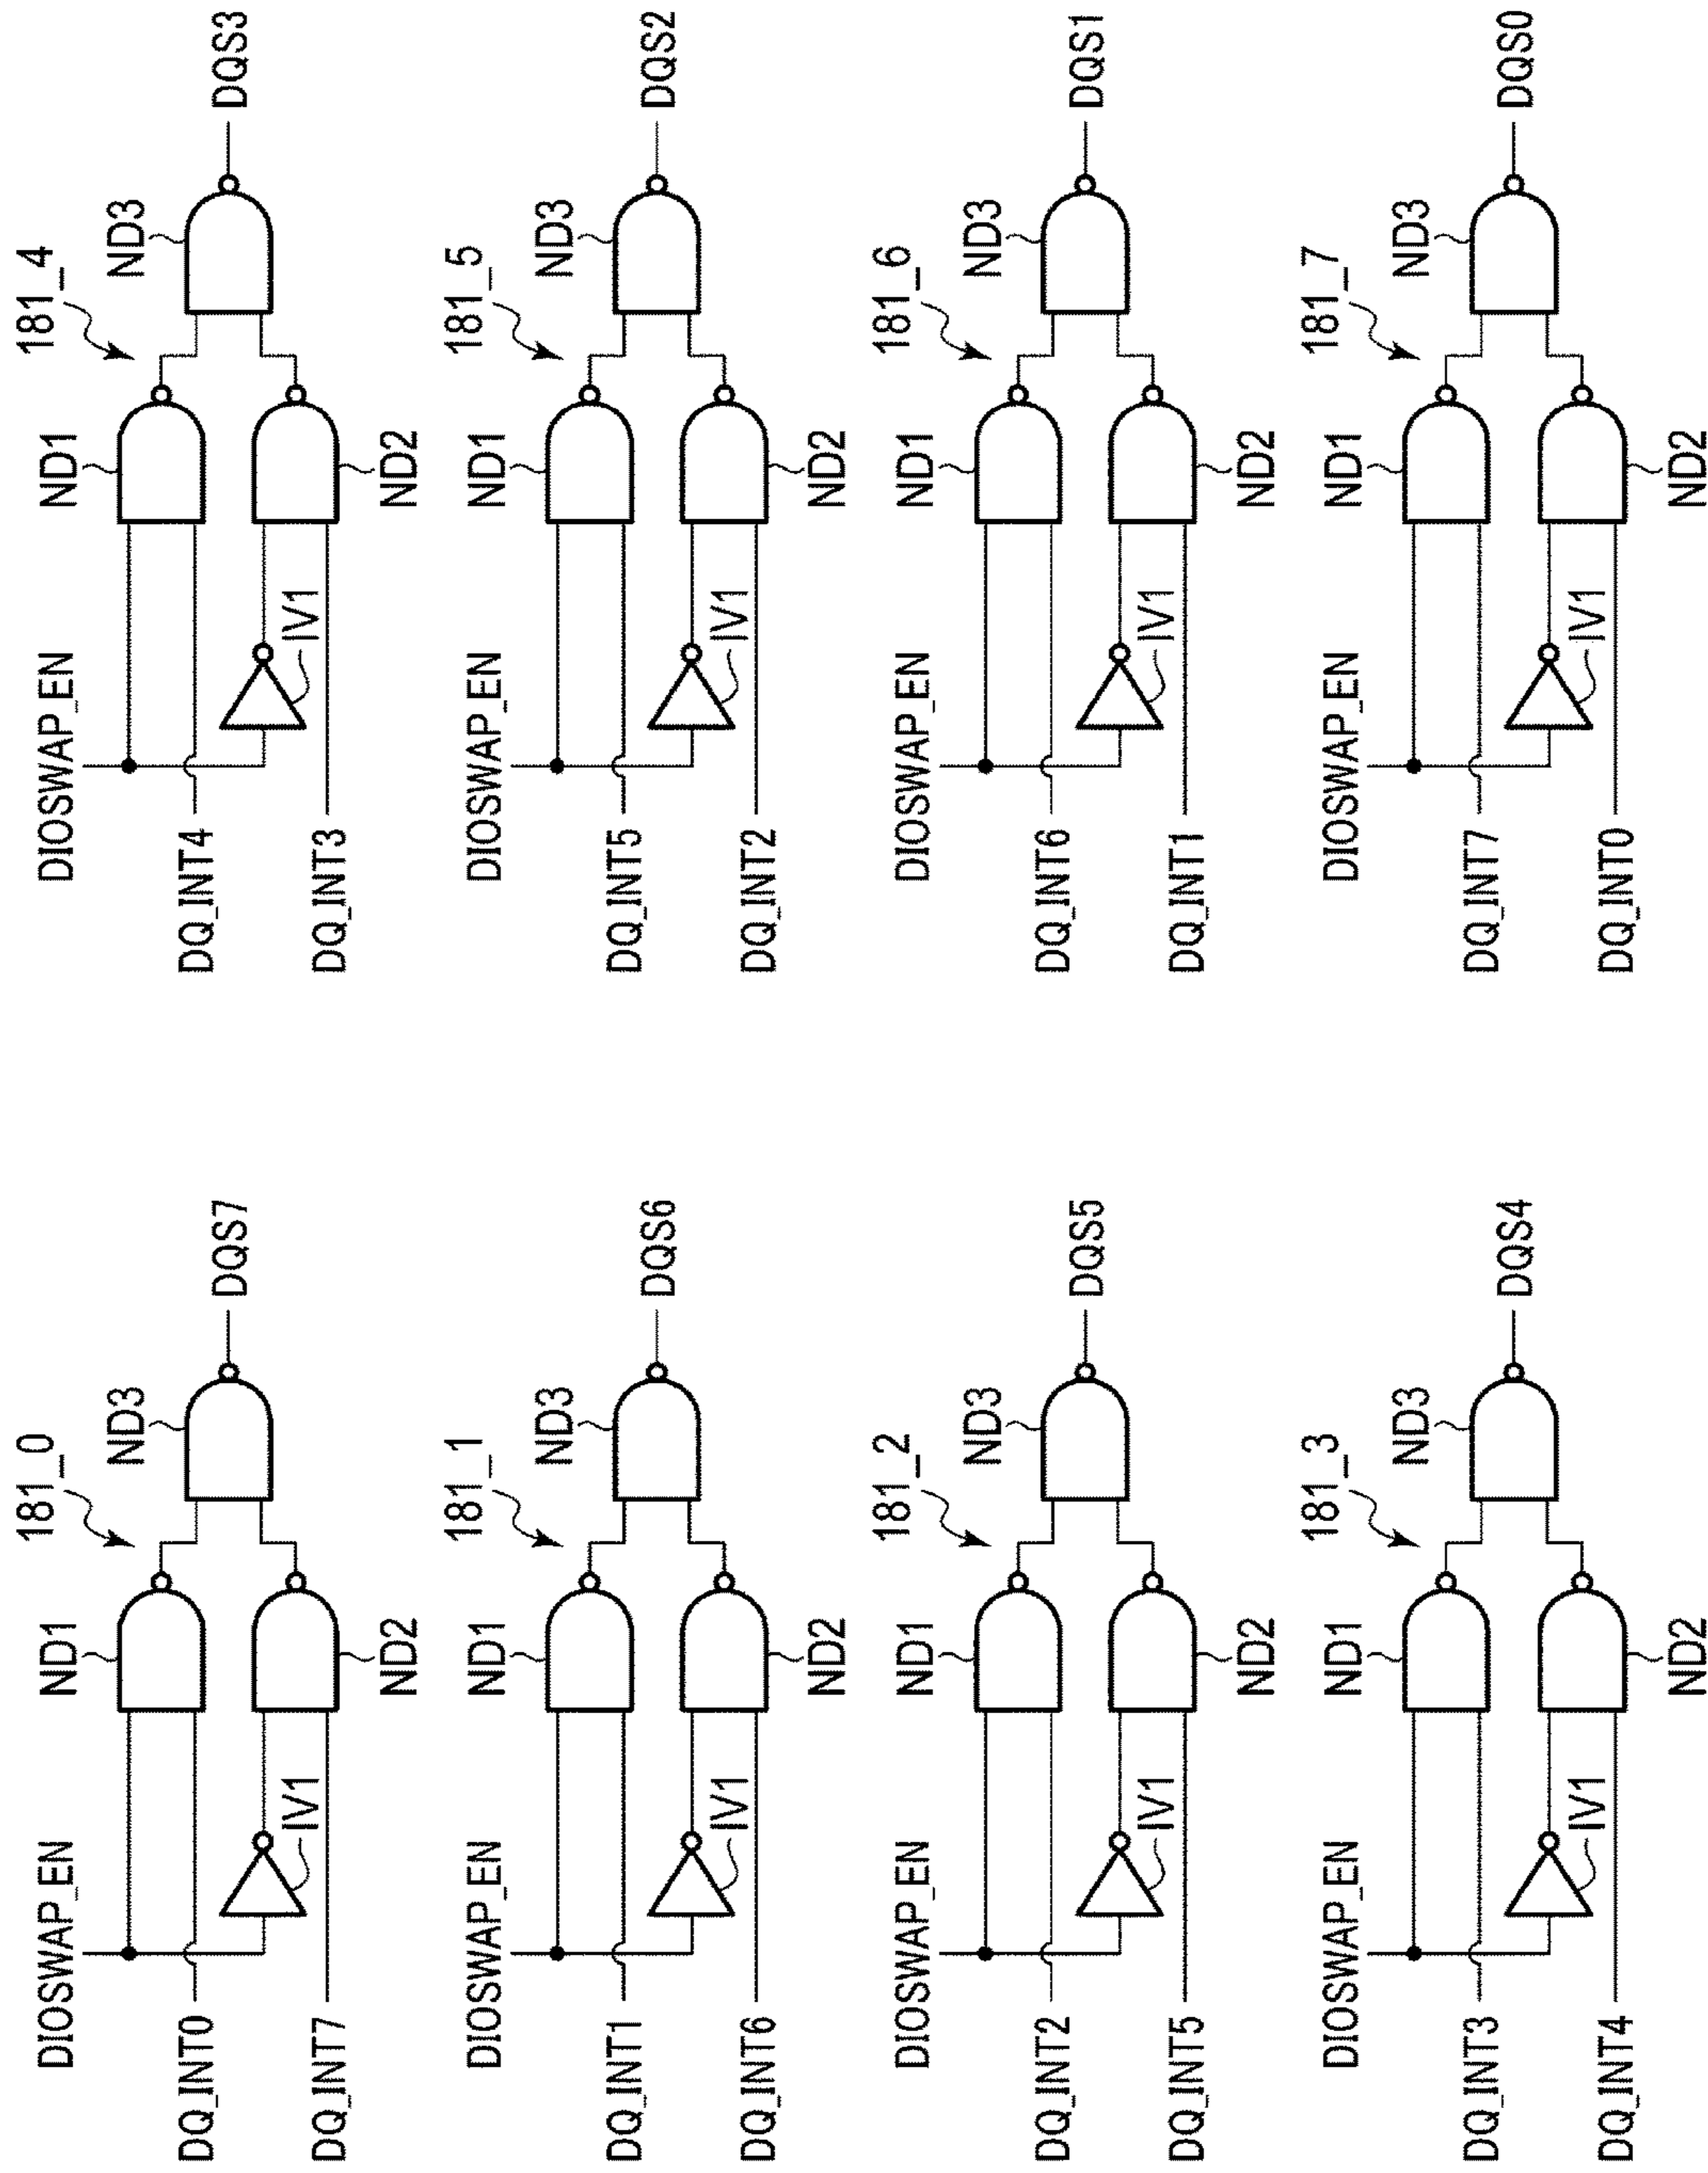 181_0
DIOSWAP_EN
ND1
ND3
DQ_INT0
DQS7
IV1
DQ_INT7
ND2
181_1
DIOSWAP_EN
ND1
ND3
DQ_INT1
DQS6
IV1
DQ_INT6
ND2
181_2
DIOSWAP_EN
ND1
ND3
DQ_INT2
DQS5
IV1
DQ_INT5
ND2
181_3
DIOSWAP_EN
ND1
ND3
DQ_INT3
DQS4
IV1
DQ_INT4
ND2
181_4
DIOSWAP_EN
ND1
ND3
DQ_INT4
DQS3
IV1
DQ_INT3
ND2
181_5
DIOSWAP_EN
ND1
ND3
DQ_INT5
DQS2
IV1
DQ_INT2
ND2
181_6
DIOSWAP_EN
ND1
ND3
DQ_INT6
DQS1
IV1
DQ_INT1
ND2
181_7
DIOSWAP_EN
ND1
ND3
DQ_INT7
DQS0
IV1
DQ_INT0
ND2